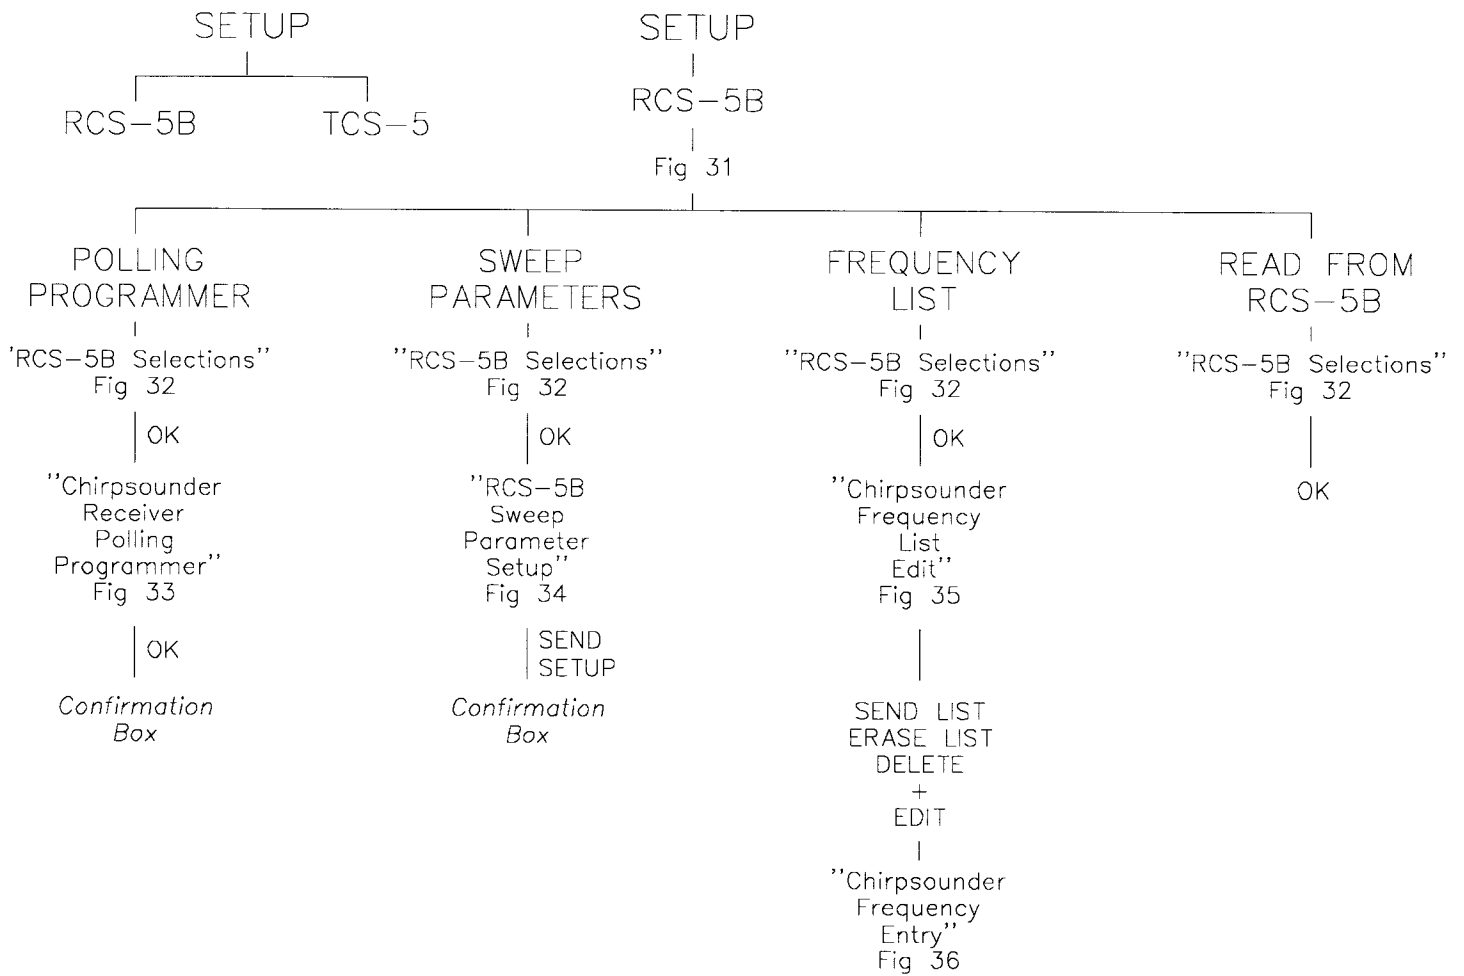 SETUP
RCS-5B
TCS-5
SETUP
RCS-5B
Fig 31
POLLING
PROGRAMMER
'RCS-5B Selections"
Fig 32
OK
"Chirpsounder
Receiver
Polling
Programmer"
Fig 33
OK
Confirmation
Box
SWEEP
PARAMETERS
"RCS-5B Selections"
Fig 32
OK
"RCS-5B
Sweep
Parameter
Setup"
Fig 34
SEND
SETUP
Confirmation
Box
FREQUENCY
LIST
"RCS-5B Selections"
Fig 32
OK
"Chirpsounder
Frequency
List
Edit"
Fig 35
SEND LIST
ERASE LIST
DELETE
+
EDIT
"Chirpsounder
Frequency
Entry"
Fig 36
READ FROM
RCS-5B
"RCS-5B Selections"
Fig 32
OK